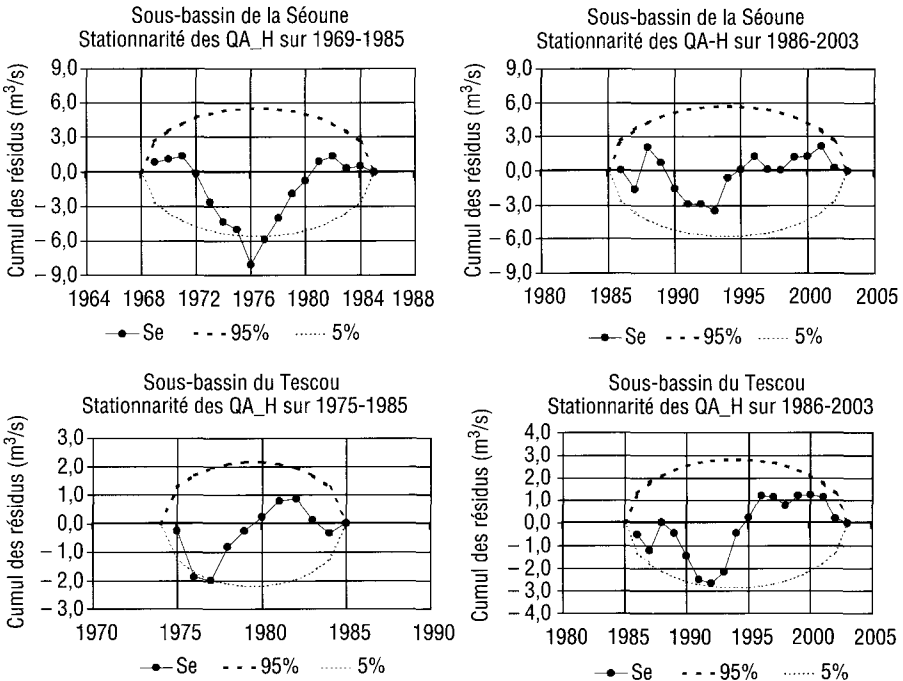 Sous-bassin de la Séoune
Stationnarité des QA_H sur 1969-1985
Cumul des résidus (m³/s)
9,0
6,0
3,0
0,0
– 3,0
– 6,0
– 9,0
1964 1968 1972 1976 1980 1984 1988
Se 95% 5%
Sous-bassin de la Séoune
Stationnarité des QA-H sur 1986-2003
Cumul des résidus (m³/s)
9,0
6,0
3,0
0,0
– 3,0
– 6,0
– 9,0
1980 1985 1990 1995 2000 2005
Se 95% 5%
Sous-bassin du Tescou
Stationnarité des QA_H sur 1975-1985
Cumul des résidus (m³/s)
3,0
2,0
1,0
0,0
– 1,0
– 2,0
– 3,0
1970 1975 1980 1985 1990
Se 95% 5%
Sous-bassin du Tescou
Stationnarité des QA_H sur 1986-2003
Cumul des résidus (m³/s)
4,0
3,0
2,0
1,0
0,0
– 1,0
– 2,0
– 3,0
– 4,0
1980 1985 1990 1995 2000 2005
Se 95% 5%